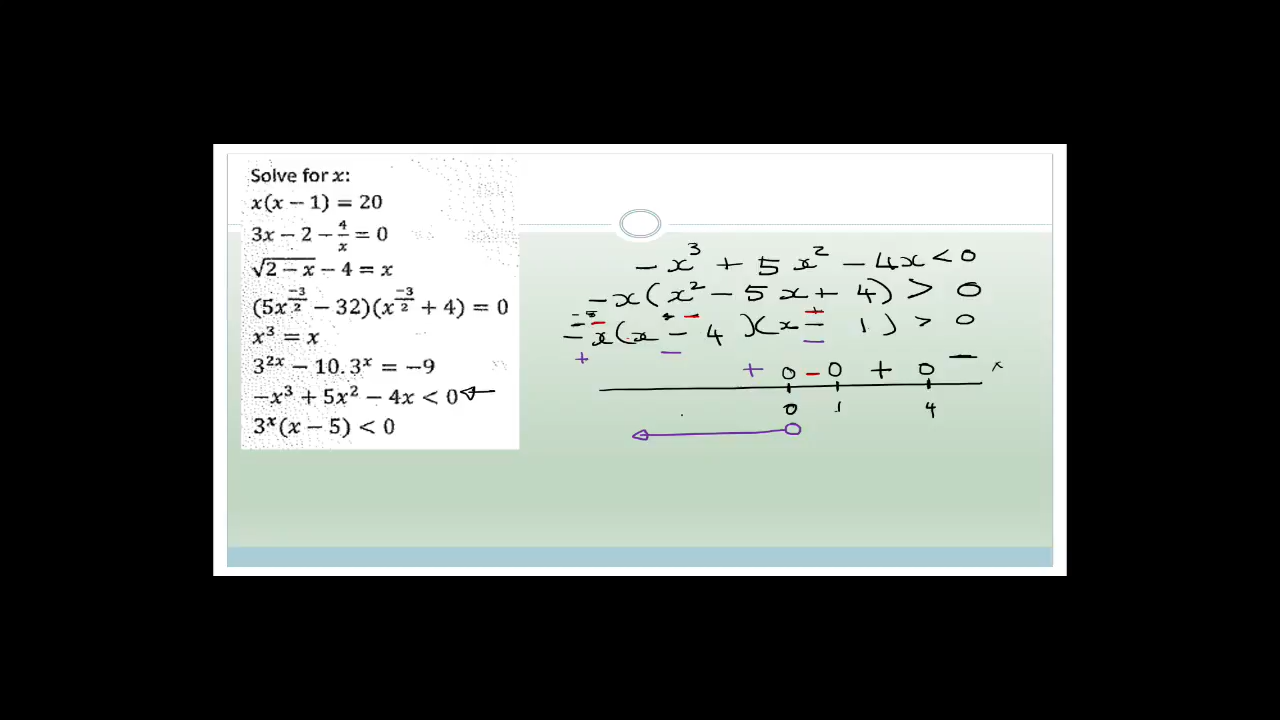 Solve for x:
x(x − 1) = 20
3x − 2 − 4/x = 0
√(2 − x) − 4 = x
(5x^(−3/2) − 32)(x^(−3/2) + 4) = 0
x³ = x
3^(2x) − 10. 3^x = −9
−x³ + 5x² − 4x < 0
3^x(x − 5) < 0
−x³ + 5x² − 4x < 0
−x(x² − 5x + 4) > 0
−x(x − 4)(x − 1) > 0
+ − −
+ 0 − 0 + 0 − x
0 1 4